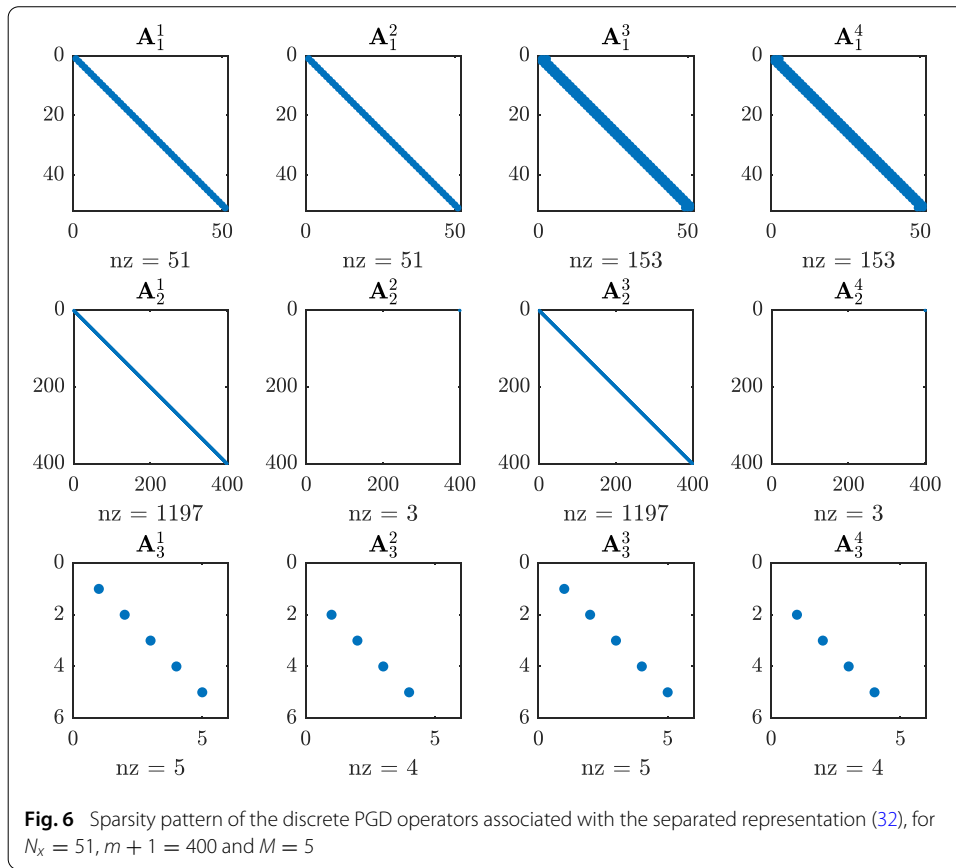 A_1^1 A_1^2 A_1^3 A_1^4
0 0 0 0
20 20 20 20
40 40 40 40
0 50 0 50 0 50 0 50
nz = 51 nz = 51 nz = 153 nz = 153
A_2^1 A_2^2 A_2^3 A_2^4
0 0 0 0
200 200 200 200
400 400 400 400
0 200 400 0 200 400 0 200 400 0 200 400
nz = 1197 nz = 3 nz = 1197 nz = 3
A_3^1 A_3^2 A_3^3 A_3^4
0 0 0 0
2 2 2 2
4 4 4 4
6 6 6 6
0 5 0 5 0 5 0 5
nz = 5 nz = 4 nz = 5 nz = 4
Fig. 6 Sparsity pattern of the discrete PGD operators associated with the separated representation (32), for
N_x = 51, m + 1 = 400 and M = 5